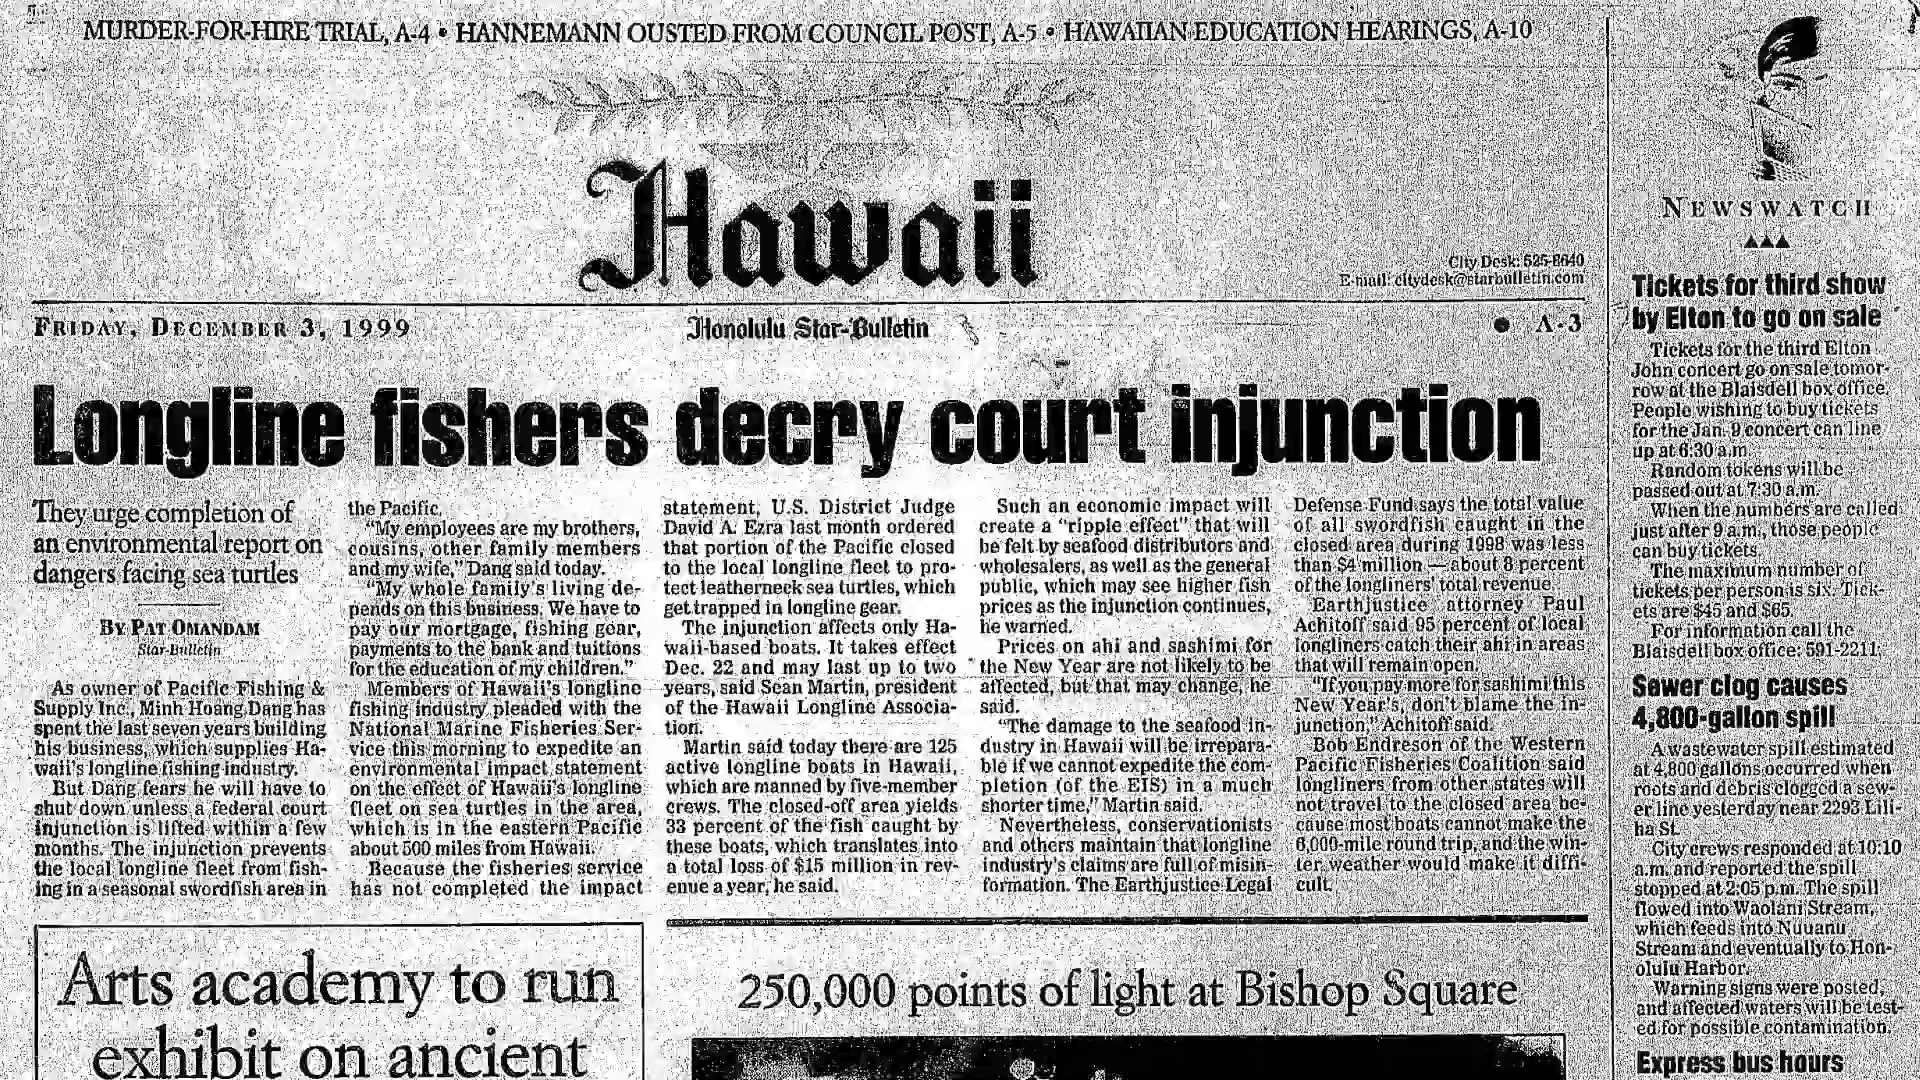 MURDER-FOR-HIRE TRIAL, A-4 • HANNEMANN OUSTED FROM COUNCIL POST, A-5 • HAWAIIAN EDUCATION HEARINGS, A-10
Hawaii
City Desk: 525-8640
E-mail: citydesk@starbulletin.com
FRIDAY, DECEMBER 3, 1999
Honolulu Star-Bulletin
● A-3
Longline fishers decry court injunction
They urge completion of
an environmental report on
dangers facing sea turtles
BY PAT OMANDAM
Star-Bulletin
As owner of Pacific Fishing &
Supply Inc., Minh Hoang Dang has
spent the last seven years building
his business, which supplies Ha-
waii's longline fishing industry.
But Dang fears he will have to
shut down unless a federal court
injunction is lifted within a few
months. The injunction prevents
the local longline fleet from fish-
ing in a seasonal swordfish area in
the Pacific.
"My employees are my brothers,
cousins, other family members
and my wife," Dang said today.
"My whole family's living de-
pends on this business. We have to
pay our mortgage, fishing gear,
payments to the bank and tuitions
for the education of my children."
Members of Hawaii's longline
fishing industry pleaded with the
National Marine Fisheries Ser-
vice this morning to expedite an
environmental impact statement
on the effect of Hawaii's longline
fleet on sea turtles in the area,
which is in the eastern Pacific
about 500 miles from Hawaii.
Because the fisheries service
has not completed the impact
statement, U.S. District Judge
David A. Ezra last month ordered
that portion of the Pacific closed
to the local longline fleet to pro-
tect leatherneck sea turtles, which
get trapped in longline gear.
The injunction affects only Ha-
waii-based boats. It takes effect
Dec. 22 and may last up to two
years, said Sean Martin, president
of the Hawaii Longline Associa-
tion.
Martin said today there are 125
active longline boats in Hawaii,
which are manned by five-member
crews. The closed-off area yields
33 percent of the fish caught by
these boats, which translates into
a total loss of $15 million in rev-
enue a year, he said.
Such an economic impact will
create a "ripple effect" that will
be felt by seafood distributors and
wholesalers, as well as the general
public, which may see higher fish
prices as the injunction continues,
he warned.
Prices on ahi and sashimi for
the New Year are not likely to be
affected, but that may change, he
said.
"The damage to the seafood in-
dustry in Hawaii will be irrepara-
ble if we cannot expedite the com-
pletion (of the EIS) in a much
shorter time," Martin said.
Nevertheless, conservationists
and others maintain that longline
industry's claims are full of misin-
formation. The Earthjustice Legal
Defense Fund says the total value
of all swordfish caught in the
closed area during 1998 was less
than $4 million — about 8 percent
of the longliners' total revenue.
Earthjustice attorney Paul
Achitoff said 95 percent of local
longliners catch their ahi in areas
that will remain open.
"If you pay more for sashimi this
New Year's, don't blame the in-
junction," Achitoff said.
Bob Endreson of the Western
Pacific Fisheries Coalition said
longliners from other states will
not travel to the closed area be-
cause most boats cannot make the
6,000-mile round trip, and the win-
ter weather would make it diffi-
cult.
Arts academy to run
exhibit on ancient
250,000 points of light at Bishop Square
NEWSWATCH
▲▲▲
Tickets for third show
by Elton to go on sale
Tickets for the third Elton
John concert go on sale tomor-
row at the Blaisdell box office.
People wishing to buy tickets
for the Jan. 9 concert can line
up at 6:30 a.m.
Random tokens will be
passed out at 7:30 a.m.
When the numbers are called
just after 9 a.m., those people
can buy tickets.
The maximum number of
tickets per person is six. Tick-
ets are $45 and $65.
For information call the
Blaisdell box office: 591-2211.
Sewer clog causes
4,800-gallon spill
A wastewater spill estimated
at 4,800 gallons occurred when
roots and debris clogged a sew-
er line yesterday near 2293 Lili-
ha St.
City crews responded at 10:10
a.m. and reported the spill
stopped at 2:05 p.m. The spill
flowed into Waolani Stream,
which feeds into Nuuanu
Stream and eventually to Hon-
olulu Harbor.
Warning signs were posted,
and affected waters will be test-
ed for possible contamination.
Express bus hours